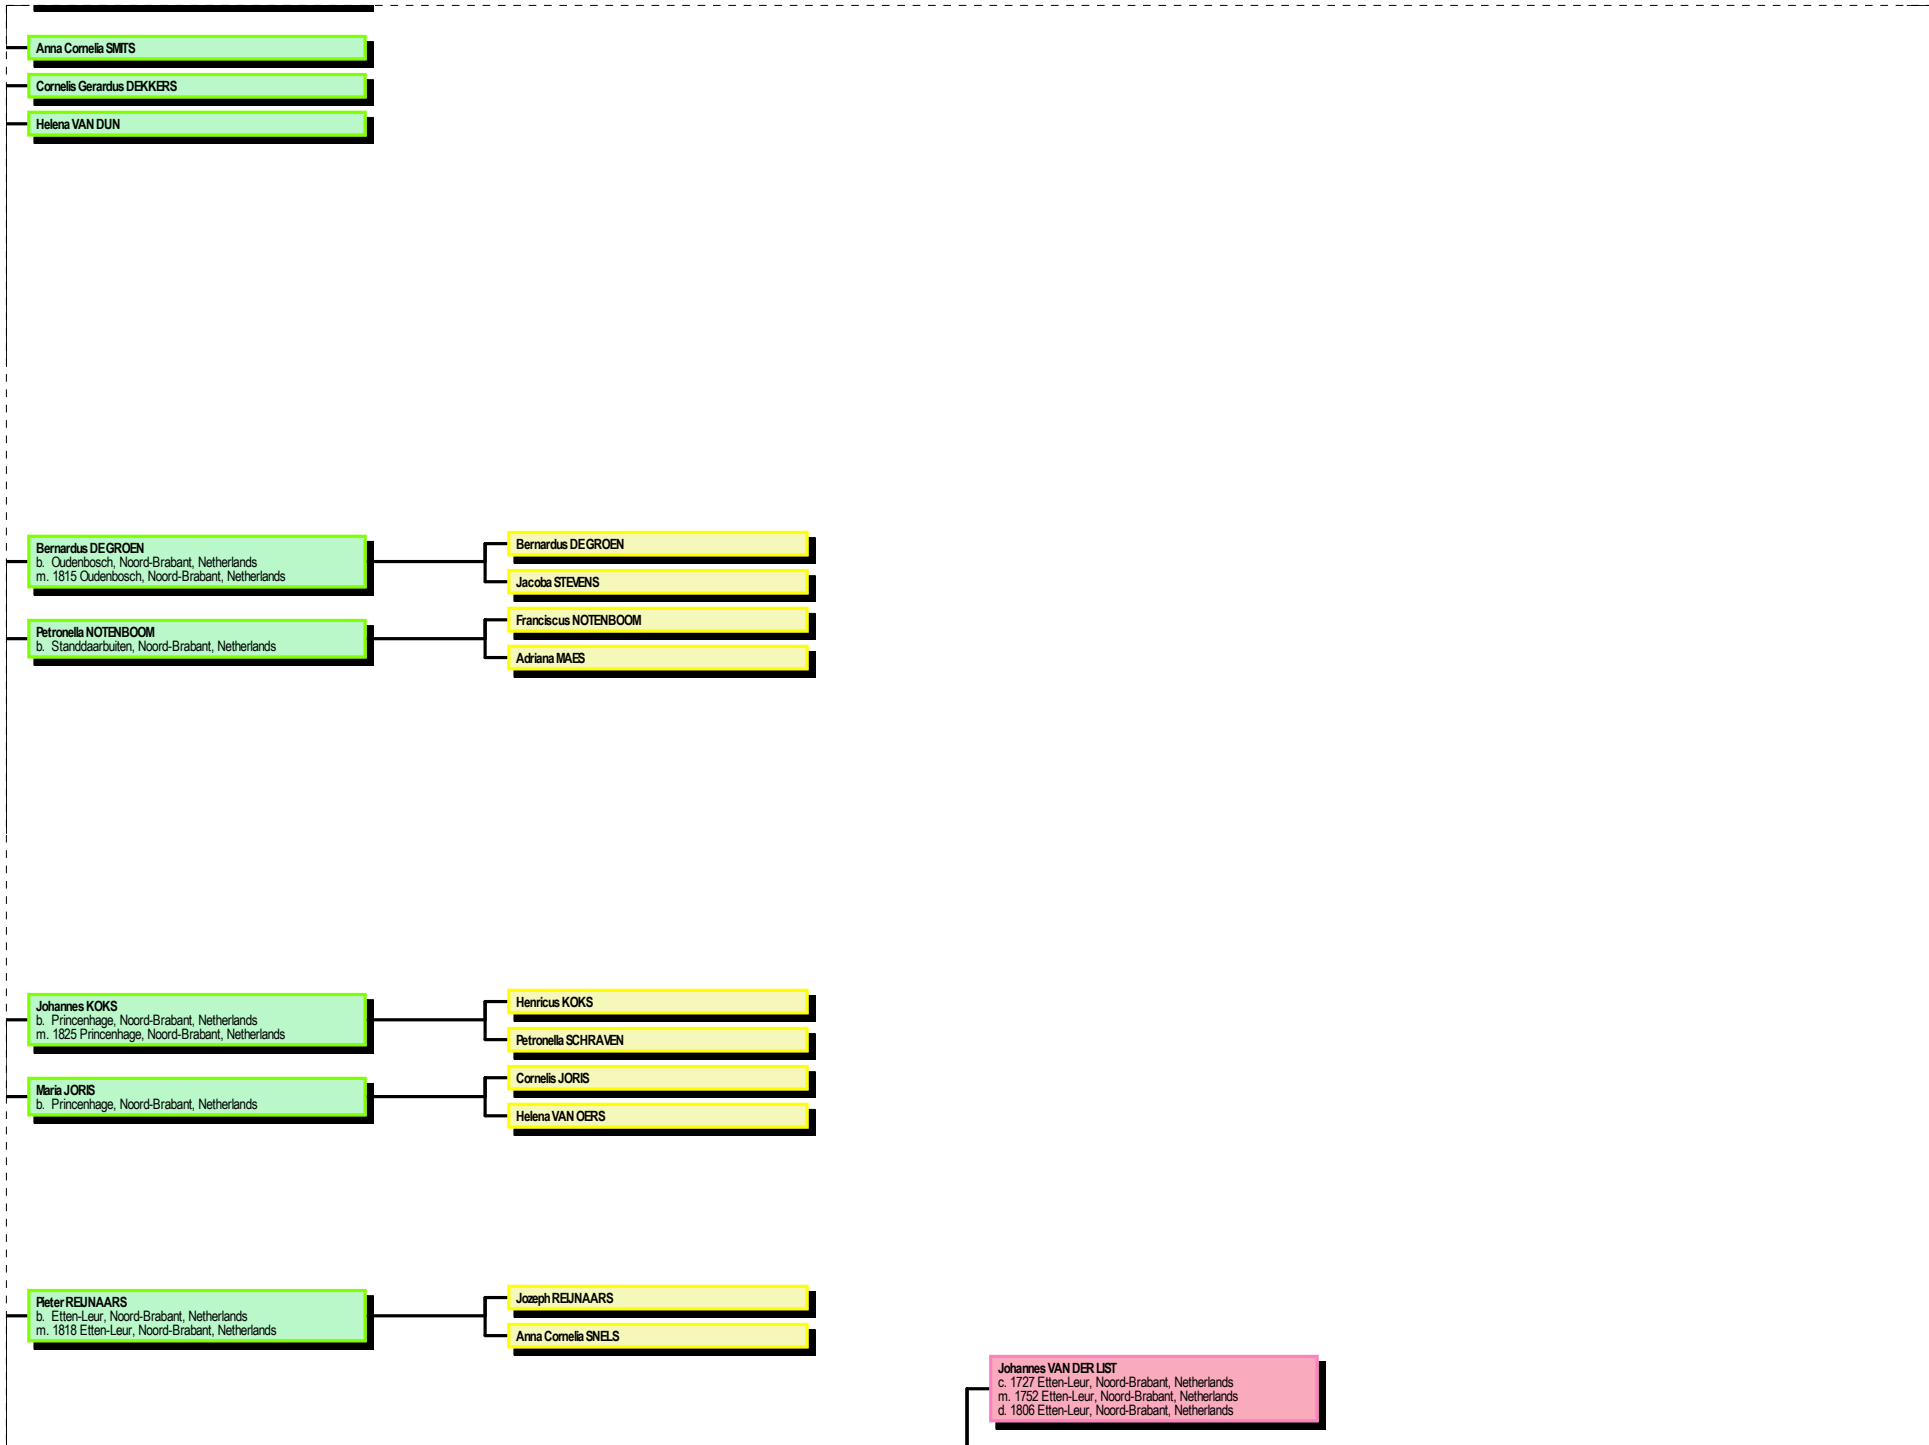 Anna Cornelia SMITS
Cornelis Gerardus DEKKERS
Helena VAN DUN
Bernardus DE GROEN
b. Oudenbosch, Noord-Brabant, Netherlands
m. 1815 Oudenbosch, Noord-Brabant, Netherlands
Bernardus DE GROEN
Jacoba STEVENS
Petronella NOTENBOOM
b. Standdaarbuiten, Noord-Brabant, Netherlands
Franciscus NOTENBOOM
Adriana MAES
Johannes KOKS
b. Princenhage, Noord-Brabant, Netherlands
m. 1825 Princenhage, Noord-Brabant, Netherlands
Henricus KOKS
Petronella SCHRAVEN
Maria JORIS
b. Princenhage, Noord-Brabant, Netherlands
Cornelis JORIS
Helena VAN OERS
Pieter REIJNAARS
b. Etten-Leur, Noord-Brabant, Netherlands
m. 1818 Etten-Leur, Noord-Brabant, Netherlands
Jozeph REIJNAARS
Anna Cornelia SNELS
Johannes VAN DER LIST
c. 1727 Etten-Leur, Noord-Brabant, Netherlands
m. 1752 Etten-Leur, Noord-Brabant, Netherlands
d. 1806 Etten-Leur, Noord-Brabant, Netherlands